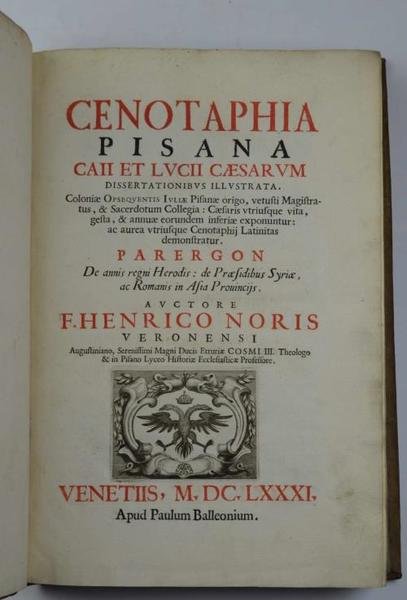 CENOTAPHIA
PISANA
CAII ET LVCII CÆSARVM
DISSERTATIONIBVS ILLVSTRATA.
Coloniæ OPSEQVENTIS IVLIÆ Pisanæ origo, vetusti Magistra-
tus, & Sacerdotum Collegia: Cæsaris vtriusque vita,
gesta, & annuæ eorundem inferiæ exponuntur:
ac aurea vtriusque Cenotaphij Latinitas
demonstratur.
PARERGON
De annis regni Herodis: de Præsidibus Syriæ,
ac Romanis in Asia Prouincijs.
AVCTORE
F. HENRICO NORIS
VERONENSI
Augustiniano, Serenissimi Magni Ducis Etruriæ COSMI III. Theologo
& in Pisano Lyceo Historiæ Ecclesiasticæ Professore.
VENETIIS, M. DC. LXXXI.
Apud Paulum Balleonium.